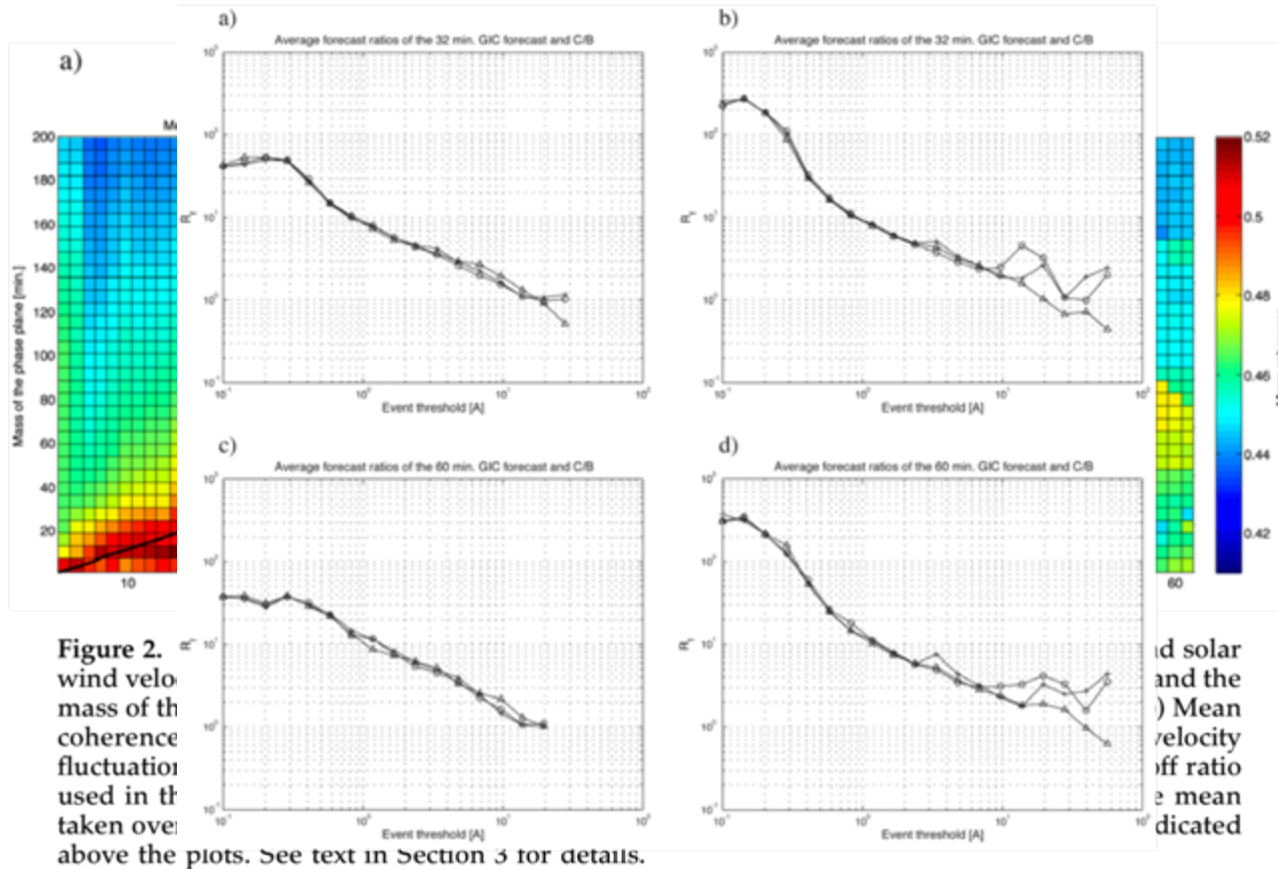 a)
b)
a)
Average forecast ratios of the 32 min. GIC forecast and C/B
Average forecast ratios of the 32 min. GIC forecast and C/B
Me
200
180
160
140
120
100
80
60
40
20
10
Mass of the phase plane [min.]
Event threshold [A]
Event threshold [A]
0.52
0.5
0.48
0.46
0.44
0.42
60
c)
d)
Average forecast ratios of the 60 min. GIC forecast and C/B
Average forecast ratios of the 60 min. GIC forecast and C/B
Event threshold [A]
Event threshold [A]
Figure 2. d solar
wind velo and the
mass of th ) Mean
coherence velocity
fluctuation off ratio
used in th e mean
taken over dicated
above the plots. See text in Section 3 for details.